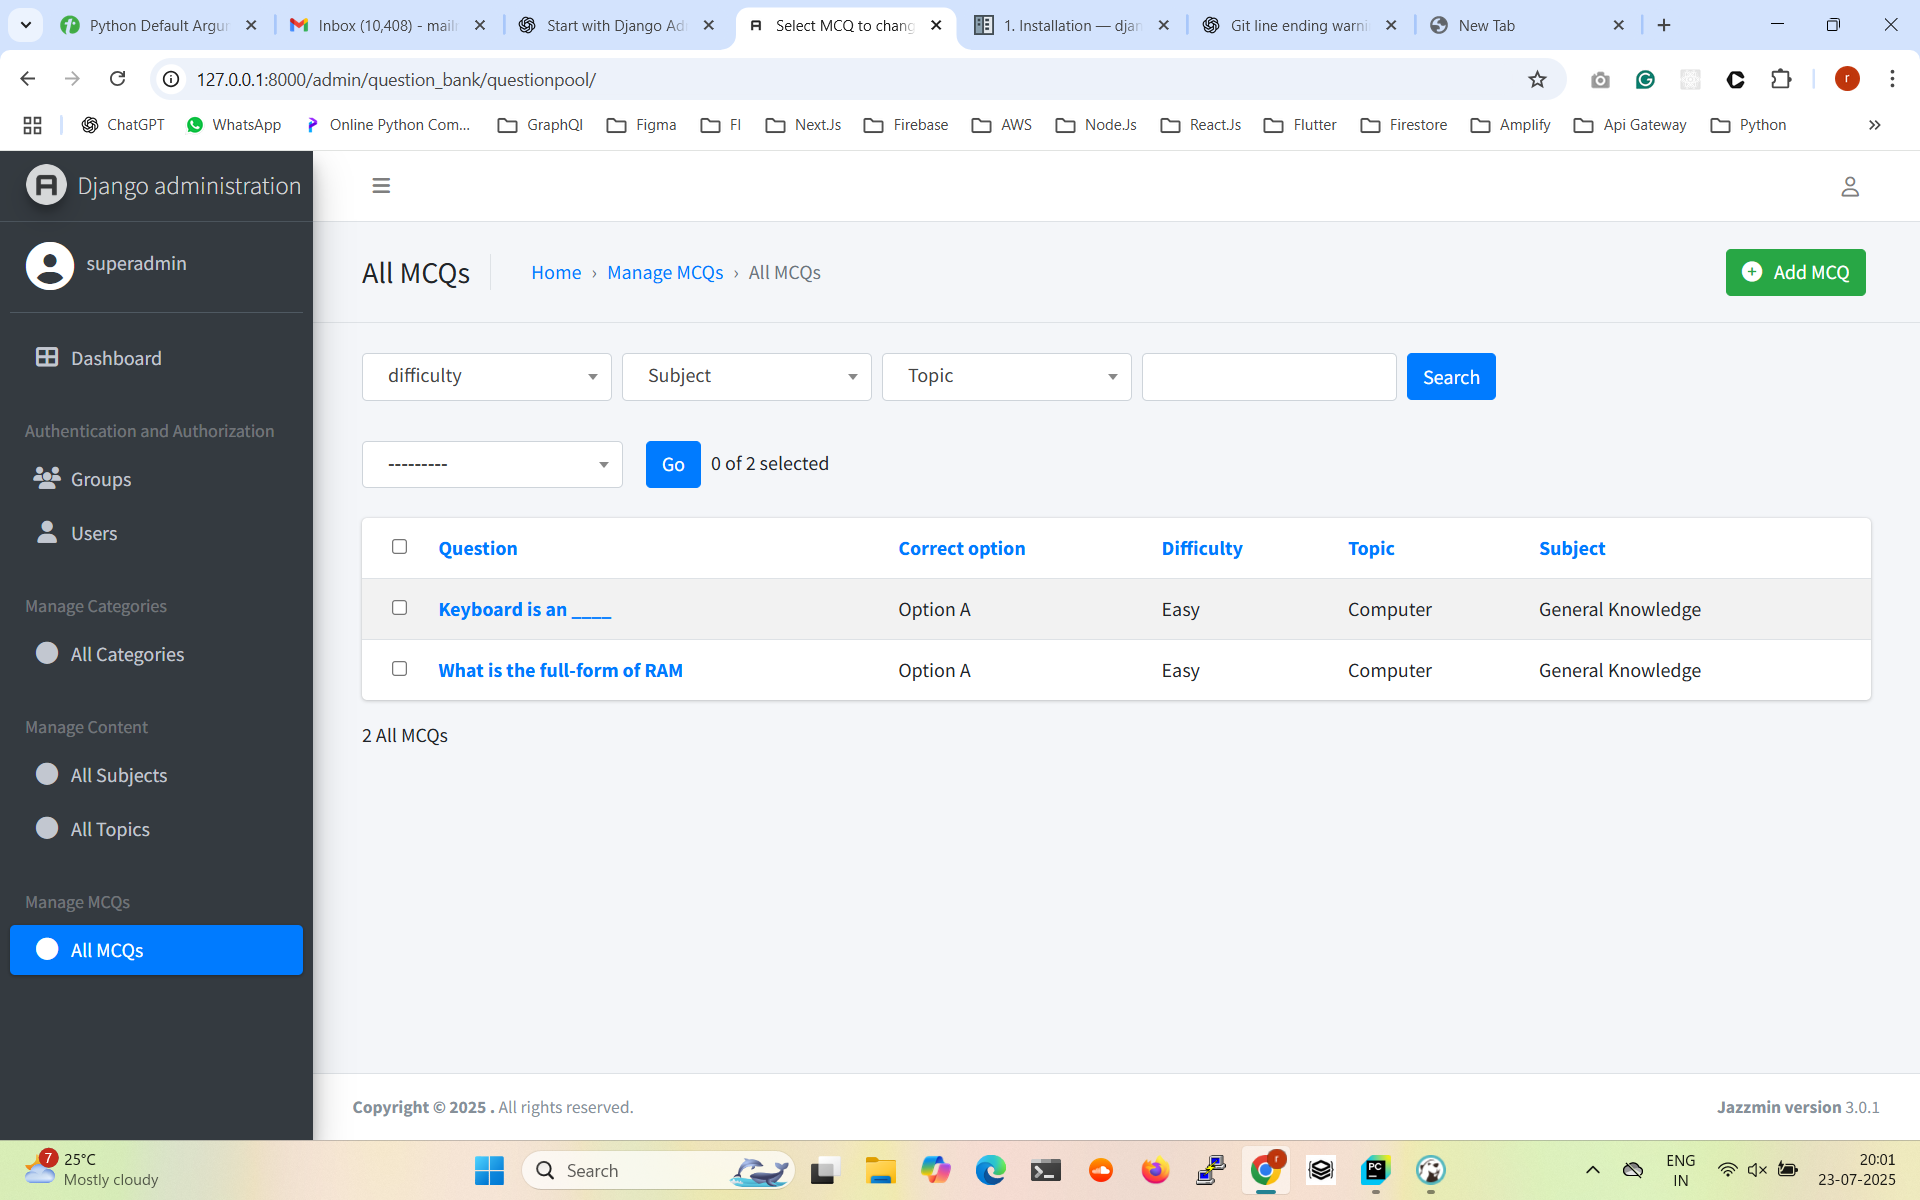 Python Default Argur
Inbox (10,408) - mailr
Start with Django Ad
Select MCQ to chang
1. Installation — djan
Git line ending warni
New Tab
127.0.0.1:8000/admin/question_bank/questionpool/
r
ChatGPT
WhatsApp
Online Python Com...
GraphQl
Figma
FI
Next.Js
Firebase
AWS
Node.Js
React.Js
Flutter
Firestore
Amplify
Api Gateway
Python
Django administration
superadmin
Dashboard
Authentication and Authorization
Groups
Users
Manage Categories
All Categories
Manage Content
All Subjects
All Topics
Manage MCQs
All MCQs
All MCQs
Home › Manage MCQs › All MCQs
Add MCQ
difficulty
Subject
Topic
Search
---------
Go
0 of 2 selected
Question Correct option Difficulty Topic Subject
Keyboard is an ____ Option A Easy Computer General Knowledge
What is the full-form of RAM Option A Easy Computer General Knowledge
2 All MCQs
Copyright © 2025 . All rights reserved.
Jazzmin version 3.0.1
7
25°C
Mostly cloudy
Search
r
PC
ENG
IN
20:01
23-07-2025